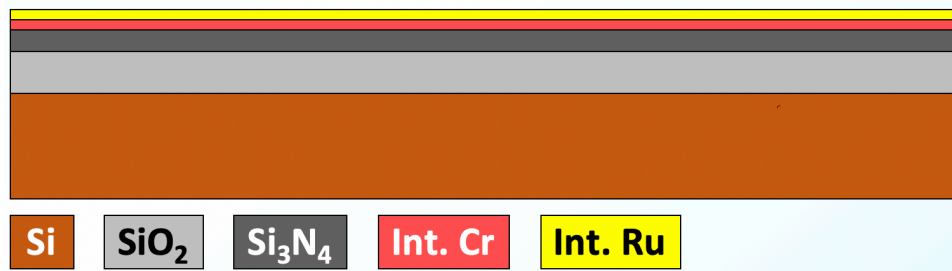 Si
SiO₂
Si₃N₄
Int. Cr
Int. Ru